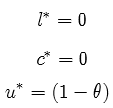 l* = 0
c* = 0
u* = (1 − θ)